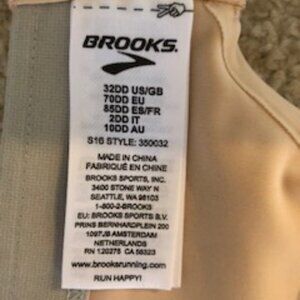 BROOKS
32DD US/GB
70DD EU
85DD ES/FR
2DD IT
10DD AU
S16 STYLE: 350032
MADE IN CHINA
FABRIQUÉ EN CHINE
BROOKS SPORTS, INC.
3400 STONE WAY N
SEATTLE, WA 98103
1-800-2-BROOKS
EU: BROOKS SPORTS B.V.
PRINS BERNHARDPLEIN 200
1097JB AMSTERDAM
NETHERLANDS
RN 120275 CA 56323
www.brooksrunning.com
RUN HAPPY!